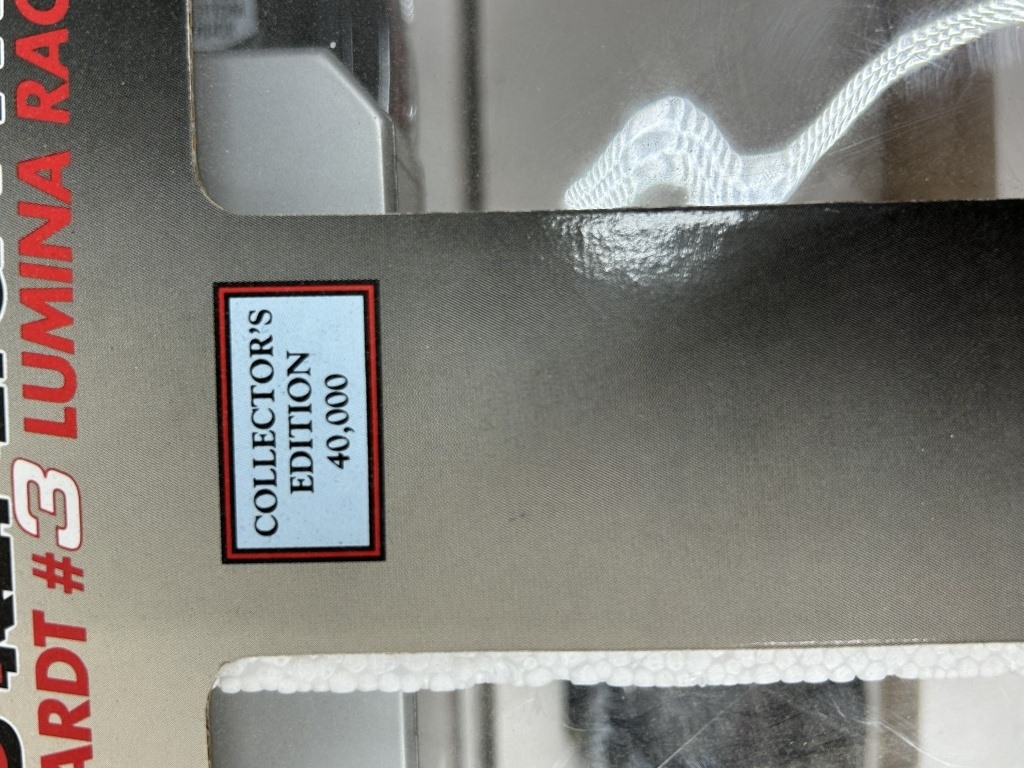 ARDT #3 LUMINA RAC
COLLECTOR'S
EDITION
40,000